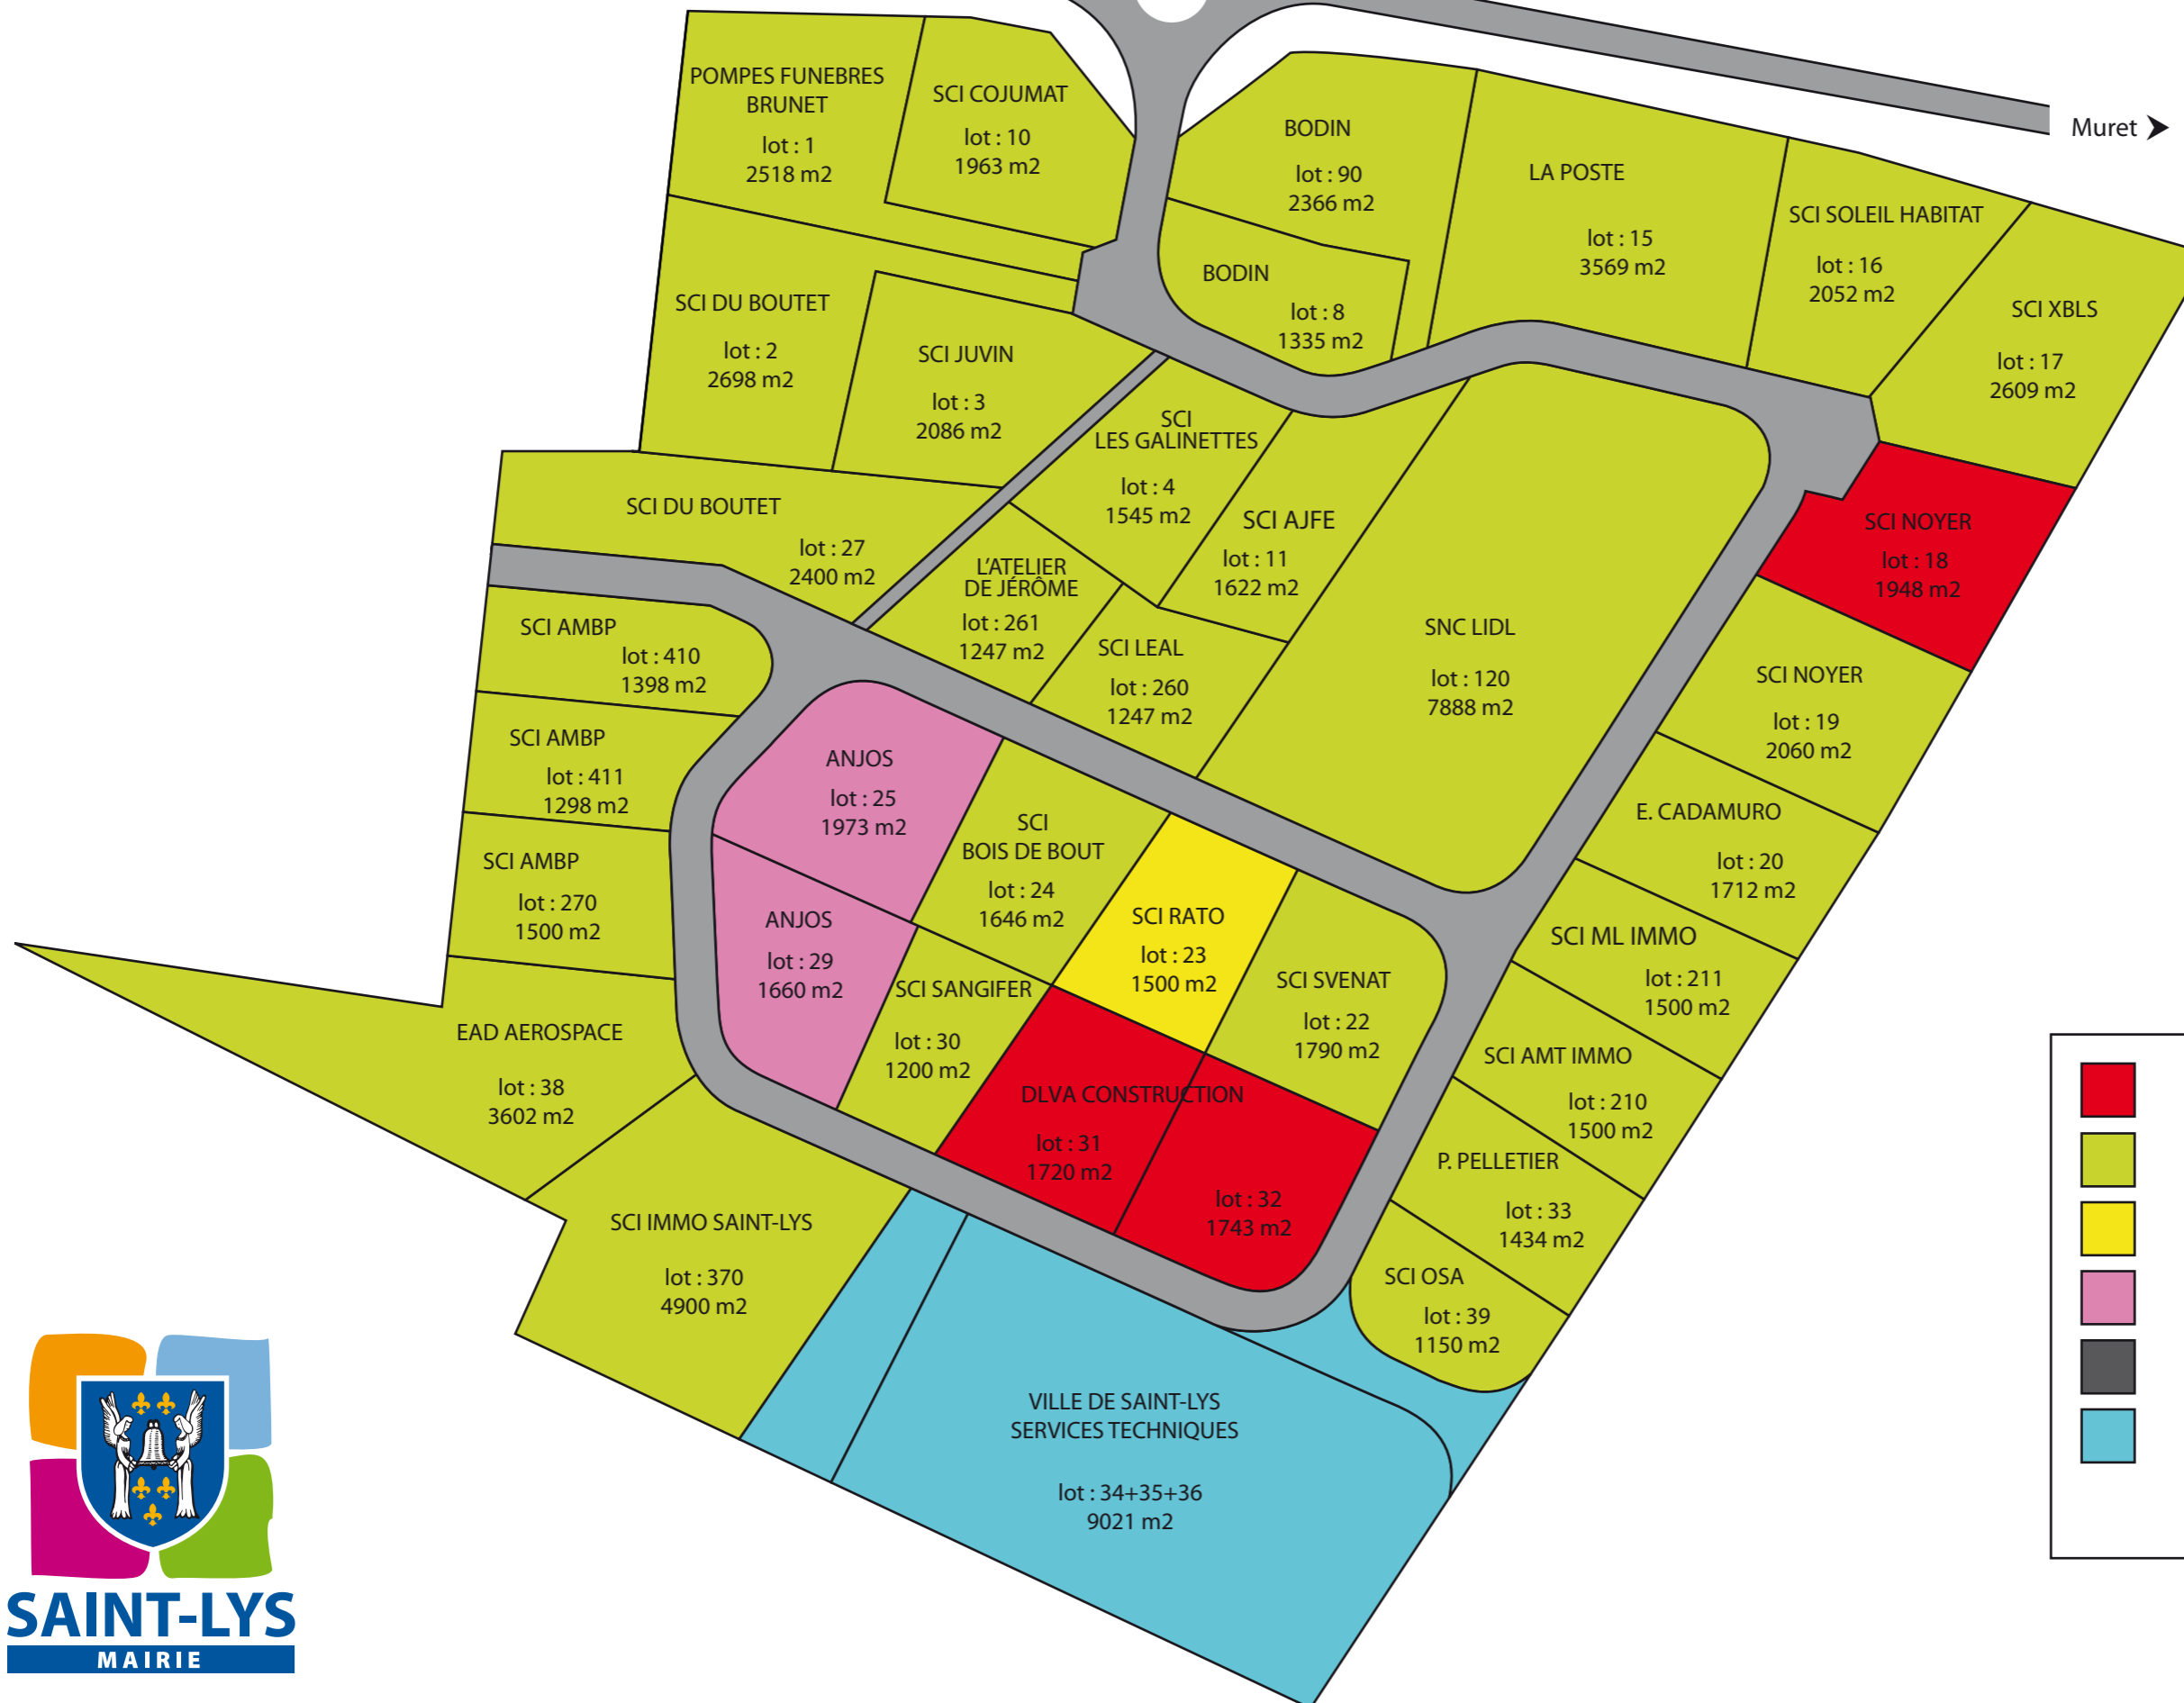 POMPES FUNEBRES
BRUNET
lot : 1
2518 m2
SCI COJUMAT
lot : 10
1963 m2
BODIN
lot : 90
2366 m2
LA POSTE
lot : 15
3569 m2
Muret
SCI SOLEIL HABITAT
lot : 16
2052 m2
SCI XBLS
lot : 17
2609 m2
BODIN
lot : 8
1335 m2
SCI DU BOUTET
lot : 2
2698 m2
SCI JUVIN
lot : 3
2086 m2
SCI
LES GALINETTES
lot : 4
1545 m2
SCI AJFE
lot : 11
1622 m2
SCI DU BOUTET
lot : 27
2400 m2
L'ATELIER
DE JÉRÔME
lot : 261
1247 m2
SCI LEAL
lot : 260
1247 m2
SNC LIDL
lot : 120
7888 m2
SCI NOYER
lot : 18
1948 m2
SCI NOYER
lot : 19
2060 m2
E. CADAMURO
lot : 20
1712 m2
SCI ML IMMO
lot : 211
1500 m2
SCI AMT IMMO
lot : 210
1500 m2
P. PELLETIER
lot : 33
1434 m2
SCI OSA
lot : 39
1150 m2
SCI AMBP
lot : 410
1398 m2
SCI AMBP
lot : 411
1298 m2
SCI AMBP
lot : 270
1500 m2
ANJOS
lot : 25
1973 m2
SCI
BOIS DE BOUT
lot : 24
1646 m2
SCI RATO
lot : 23
1500 m2
SCI SVENAT
lot : 22
1790 m2
ANJOS
lot : 29
1660 m2
SCI SANGIFER
lot : 30
1200 m2
DLVA CONSTRUCTION
lot : 31
1720 m2
lot : 32
1743 m2
EAD AEROSPACE
lot : 38
3602 m2
SCI IMMO SAINT-LYS
lot : 370
4900 m2
VILLE DE SAINT-LYS
SERVICES TECHNIQUES
lot : 34+35+36
9021 m2
SAINT-LYS
MAIRIE